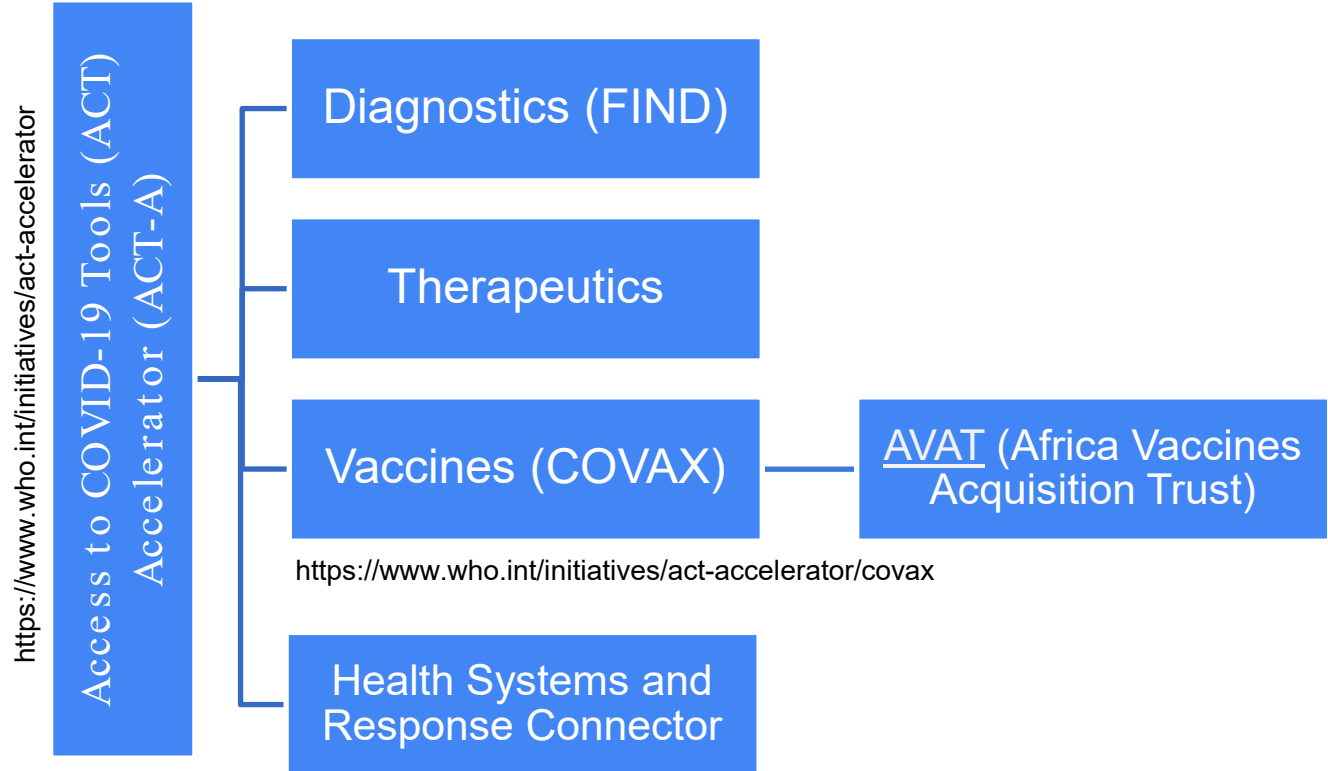 https://www.who.int/initiatives/act-accelerator
Access to COVID-19 Tools (ACT)
Accelerator (ACT-A)
Diagnostics (FIND)
Therapeutics
Vaccines (COVAX)
AVAT (Africa Vaccines
Acquisition Trust)
https://www.who.int/initiatives/act-accelerator/covax
Health Systems and
Response Connector